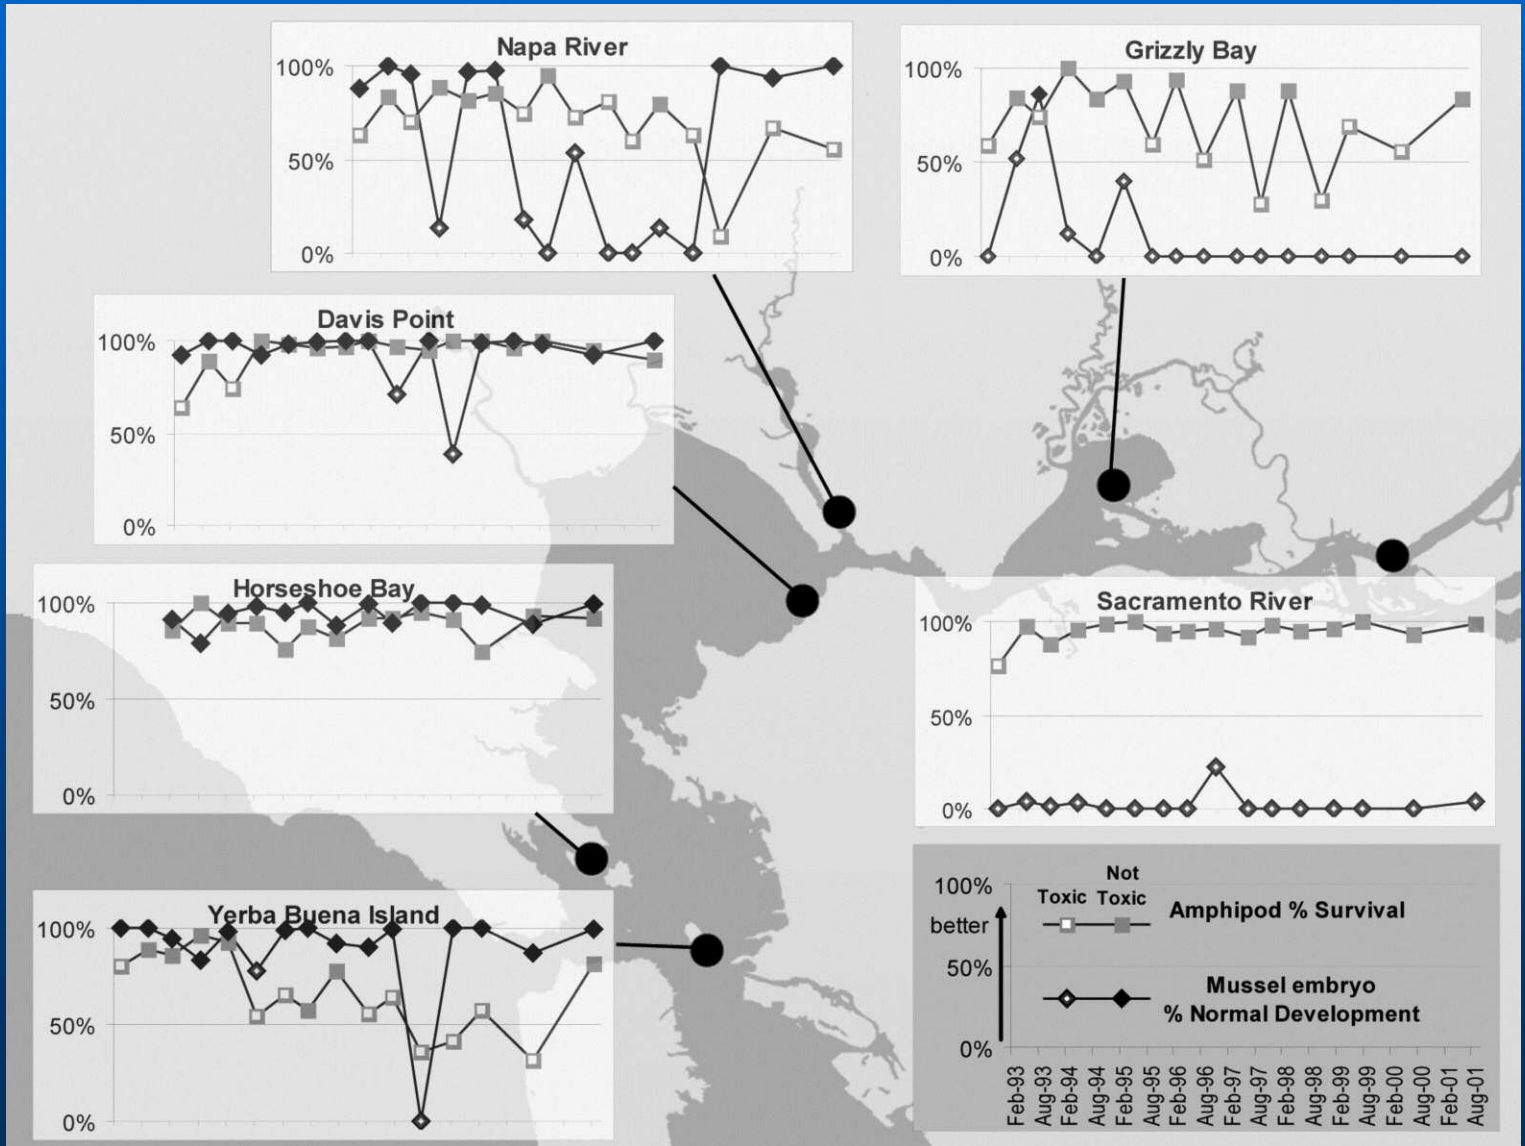 Napa River
100%
50%
0%
Grizzly Bay
100%
50%
0%
Davis Point
100%
50%
0%
Horseshoe Bay
100%
50%
0%
Sacramento River
100%
50%
0%
Yerba Buena Island
100%
50%
0%
100%
better
50%
0%
Toxic
Not
Toxic
Amphipod % Survival
Mussel embryo
% Normal Development
Feb-93
Aug-93
Feb-94
Aug-94
Feb-95
Aug-95
Feb-96
Aug-96
Feb-97
Aug-97
Feb-98
Aug-98
Feb-99
Aug-99
Feb-00
Aug-00
Feb-01
Aug-01